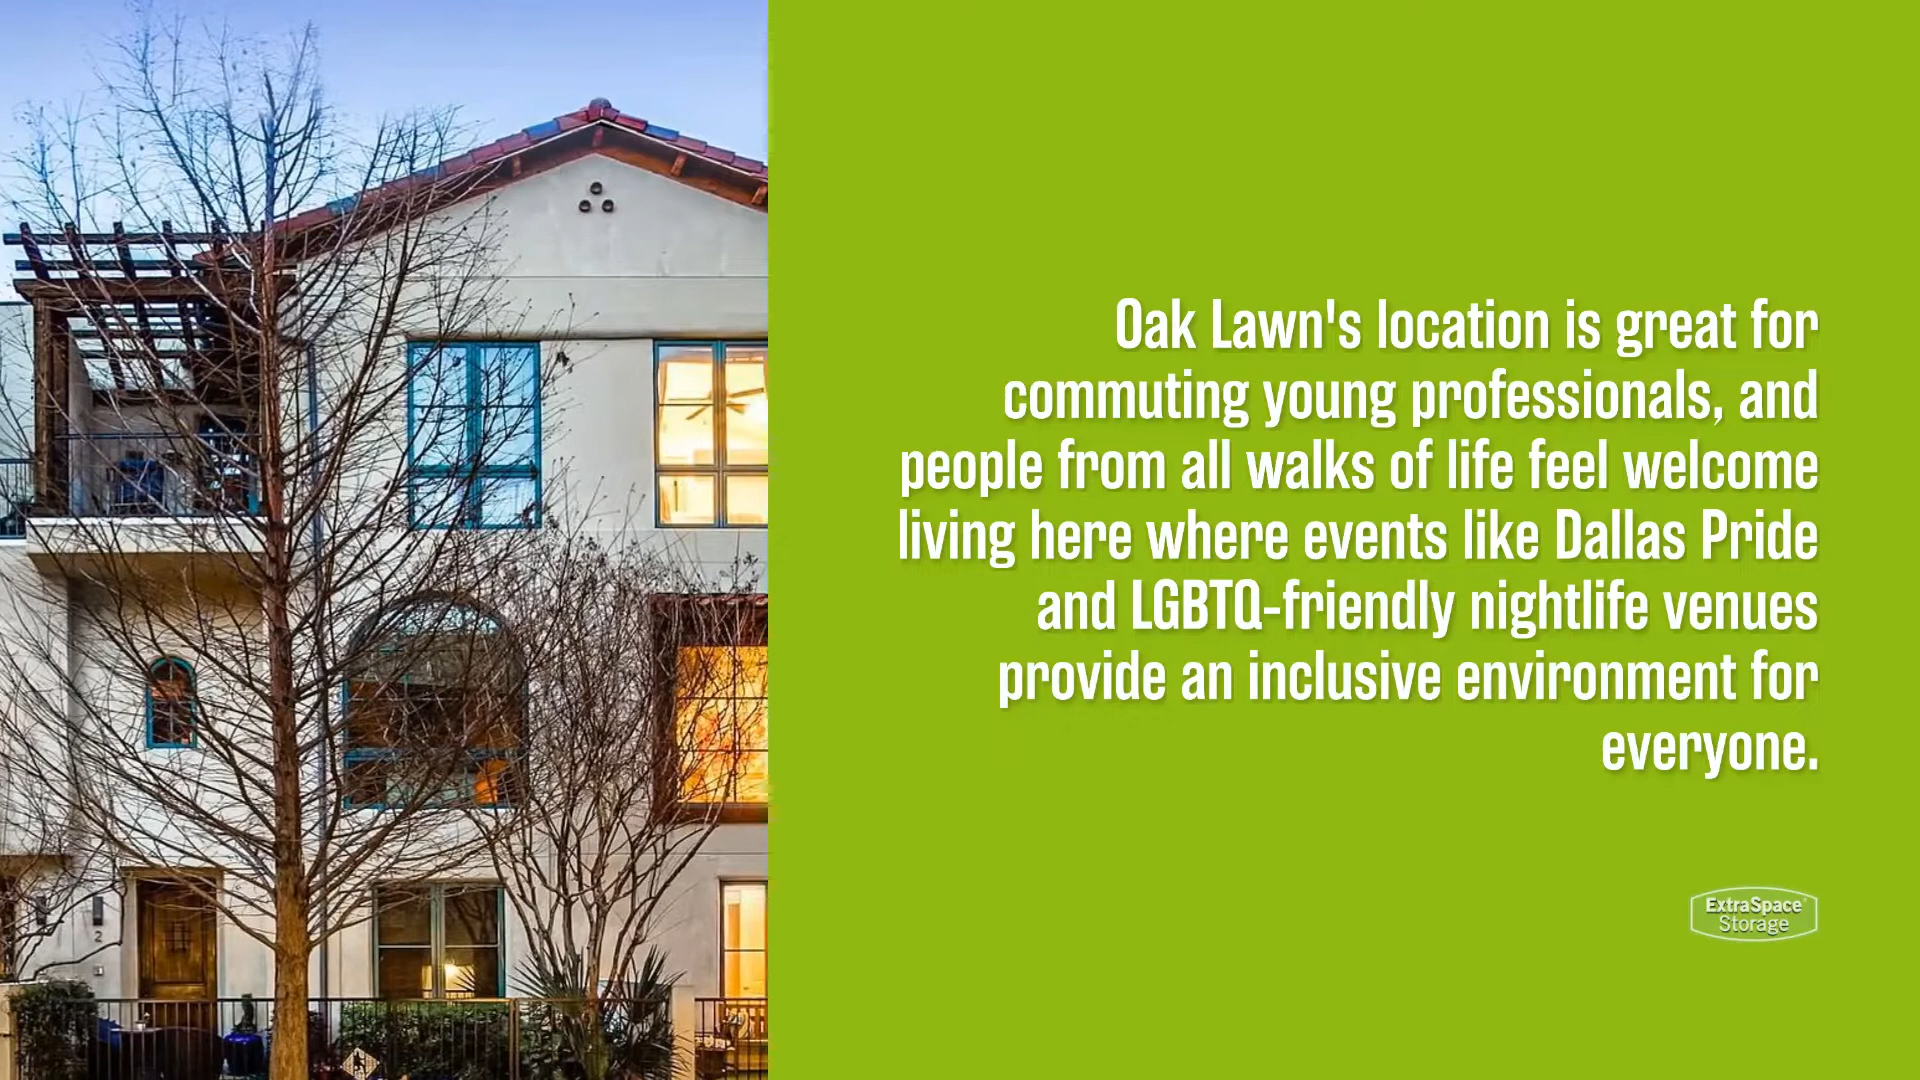 Oak Lawn's location is great for
commuting young professionals, and
people from all walks of life feel welcome
living here where events like Dallas Pride
and LGBTQ-friendly nightlife venues
provide an inclusive environment for
everyone.
ExtraSpace
Storage
2